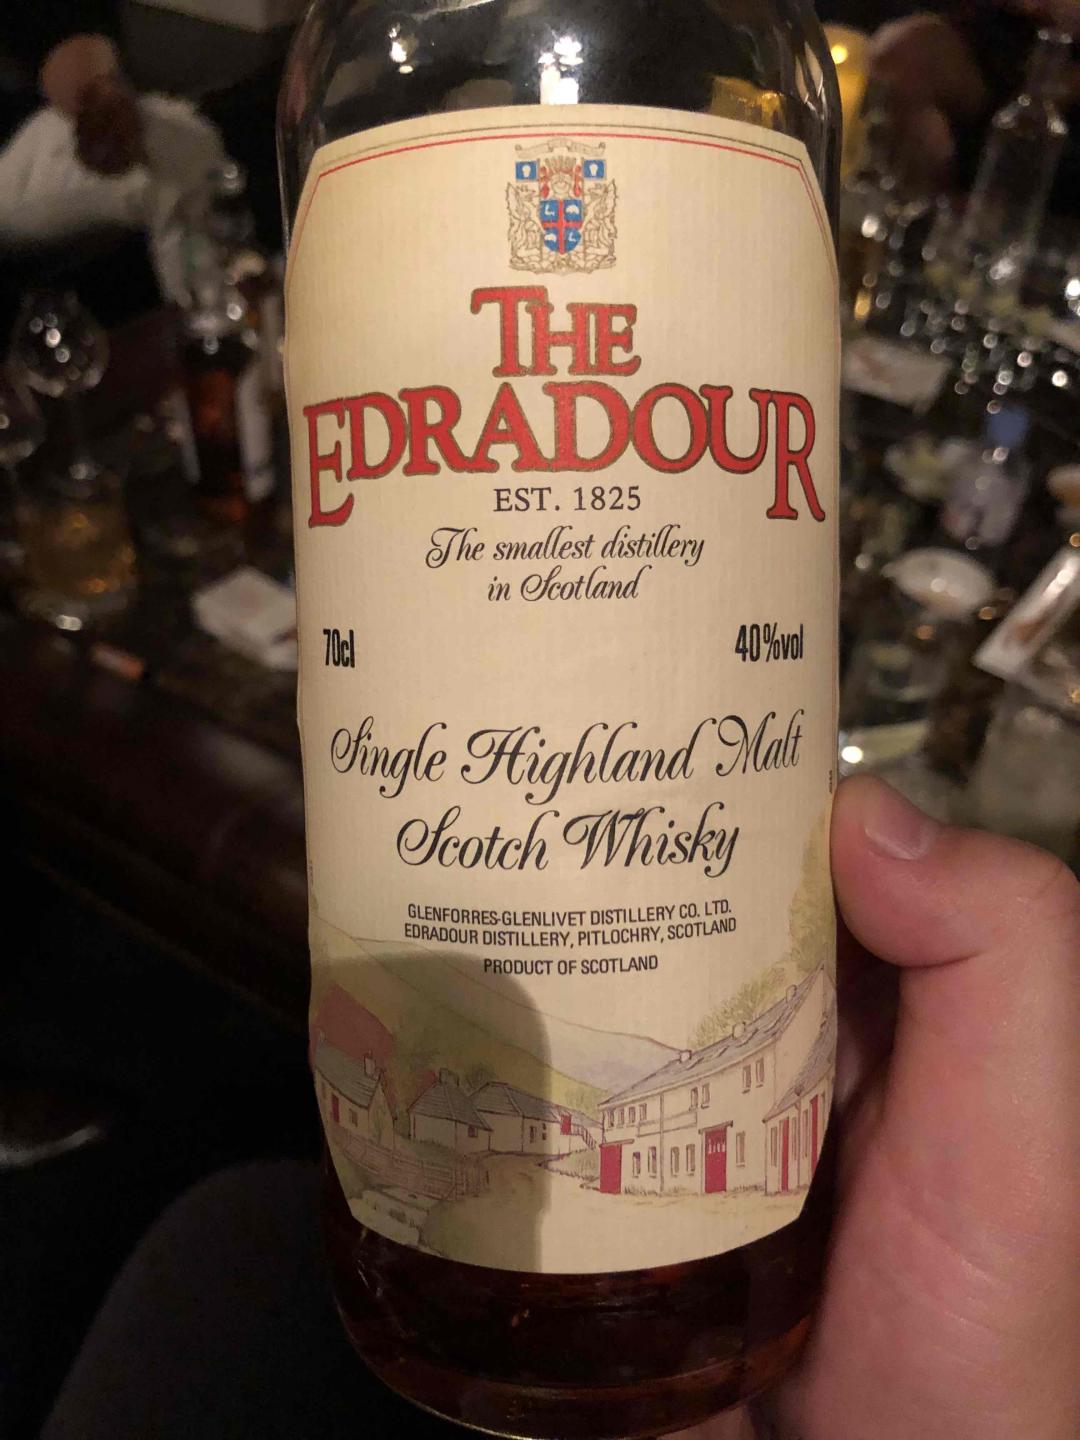 THE
EDRADOUR
EST. 1825
The smallest distillery
in Scotland
70cl
40%vol
Single Highland Malt
Scotch Whisky
GLENFORRES-GLENLIVET DISTILLERY CO. LTD.
EDRADOUR DISTILLERY, PITLOCHRY, SCOTLAND
PRODUCT OF SCOTLAND